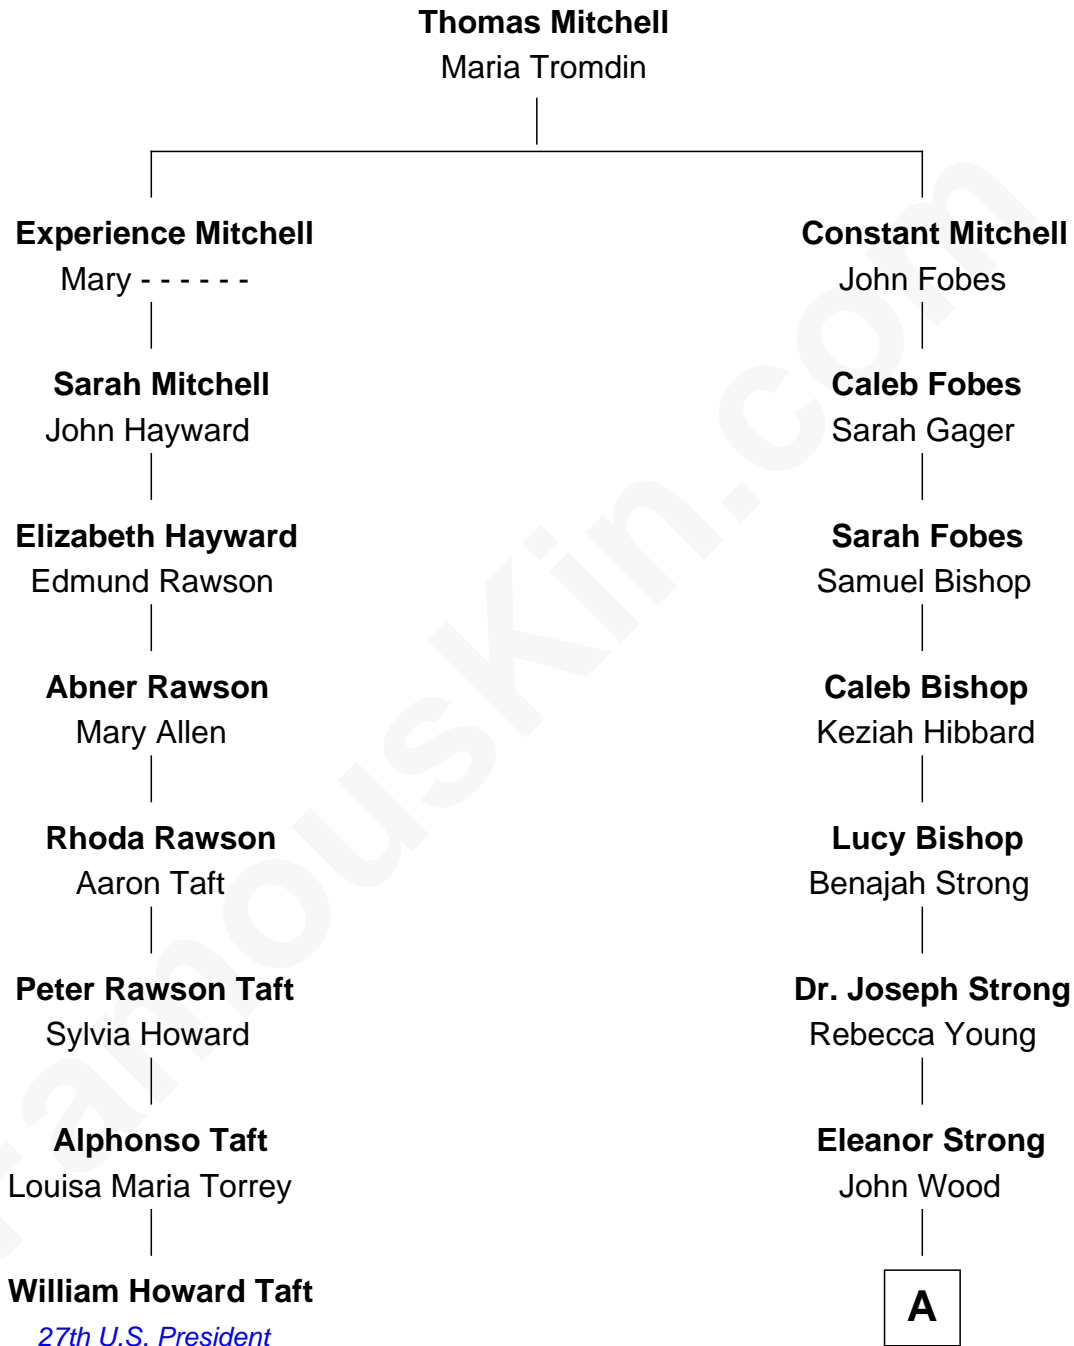 Thomas Mitchell
Maria Tromdin
Experience Mitchell
Mary - - - - - -
Sarah Mitchell
John Hayward
Elizabeth Hayward
Edmund Rawson
Abner Rawson
Mary Allen
Rhoda Rawson
Aaron Taft
Peter Rawson Taft
Sylvia Howard
Alphonso Taft
Louisa Maria Torrey
William Howard Taft
27th U.S. President
Constant Mitchell
John Fobes
Caleb Fobes
Sarah Gager
Sarah Fobes
Samuel Bishop
Caleb Bishop
Keziah Hibbard
Lucy Bishop
Benajah Strong
Dr. Joseph Strong
Rebecca Young
Eleanor Strong
John Wood
A
FamousKin.com